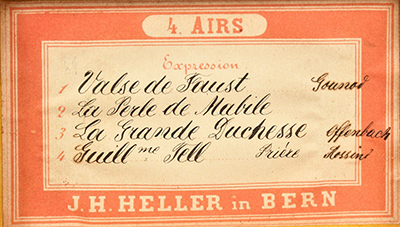 4. AIRS
Expression
1 Valse de Faust Gounod
2 La Perle de Mabile
3 La Grande Duchesse Offenbach
4 Guill.me Tell Prière Rossini
J. H. HELLER in BERN